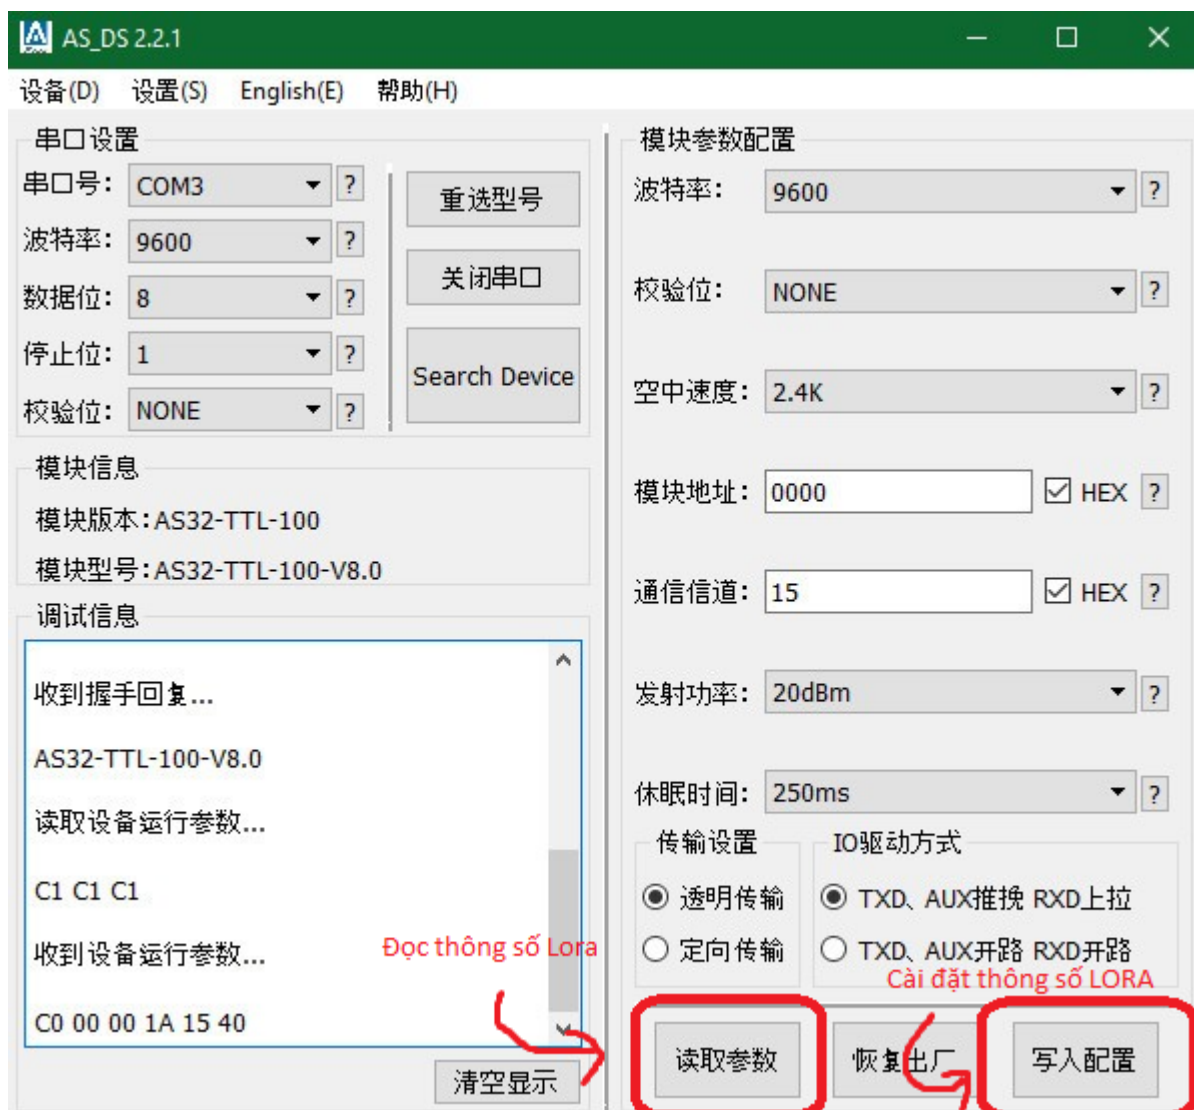 AS_DS 2.2.1
设备(D) 设置(S) English(E) 帮助(H)
串口设置
串口号: COM3 ?
波特率: 9600 ?
数据位: 8 ?
停止位: 1 ?
校验位: NONE ?
重选型号
关闭串口
Search Device
模块信息
模块版本:AS32-TTL-100
模块型号:AS32-TTL-100-V8.0
调试信息
收到握手回复...
AS32-TTL-100-V8.0
读取设备运行参数...
C1 C1 C1
收到设备运行参数...
C0 00 00 1A 15 40
清空显示
模块参数配置
波特率: 9600 ?
校验位: NONE ?
空中速度: 2.4K ?
模块地址: 0000 HEX ?
通信信道: 15 HEX ?
发射功率: 20dBm ?
休眠时间: 250ms ?
传输设置
透明传输
定向传输
IO驱动方式
TXD、AUX推挽 RXD上拉
TXD、AUX开路 RXD开路
Đọc thông số Lora
Cài đặt thông số LORA
读取参数
恢复出厂
写入配置